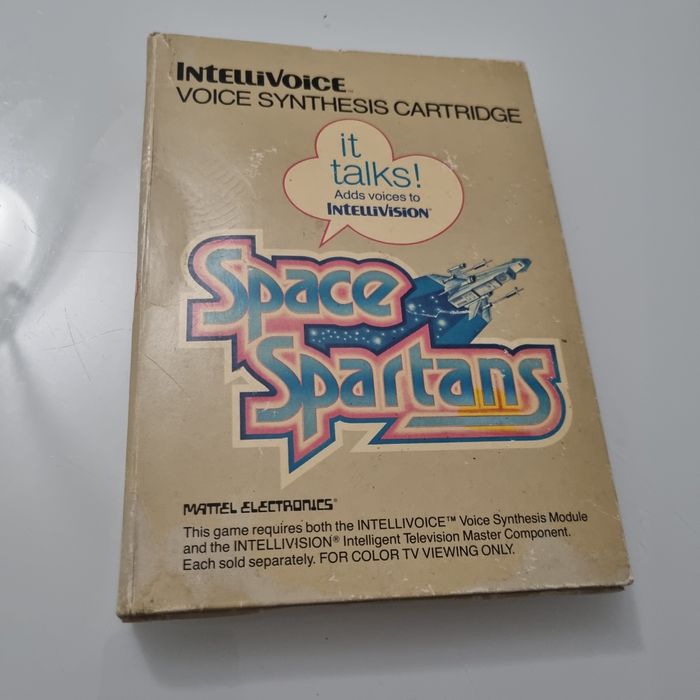 INTELLIVOICE™
VOICE SYNTHESIS CARTRIDGE
it
talks!
Adds voices to
INTELLIVISION®
Space
Spartans
MATTEL ELECTRONICS®
This game requires both the INTELLIVOICE™ Voice Synthesis Module
and the INTELLIVISION® Intelligent Television Master Component.
Each sold separately. FOR COLOR TV VIEWING ONLY.